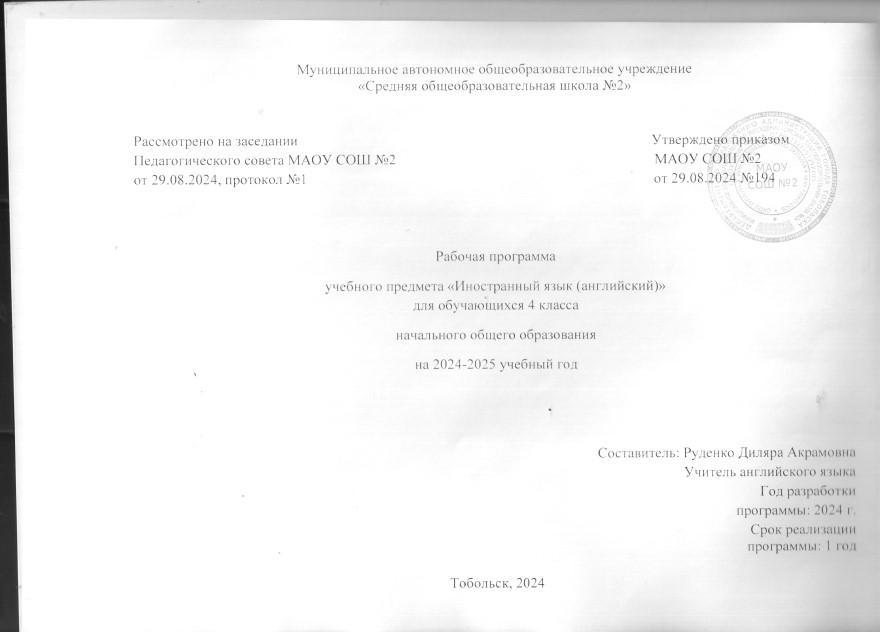 Муниципальное автономное общеобразовательное учреждение
«Средняя общеобразовательная школа №2»
Рассмотрено на заседании
Педагогического совета МАОУ СОШ №2
от 29.08.2024, протокол №1
Утверждено приказом
МАОУ СОШ №2
от 29.08.2024 №194
МАОУ
СОШ №2
Рабочая программа
учебного предмета «Иностранный язык (английский)»
для обучающихся 4 класса
начального общего образования
на 2024-2025 учебный год
Составитель: Руденко Диляра Акрамовна
Учитель английского языка
Год разработки
программы: 2024 г.
Срок реализации
программы: 1 год
Тобольск, 2024